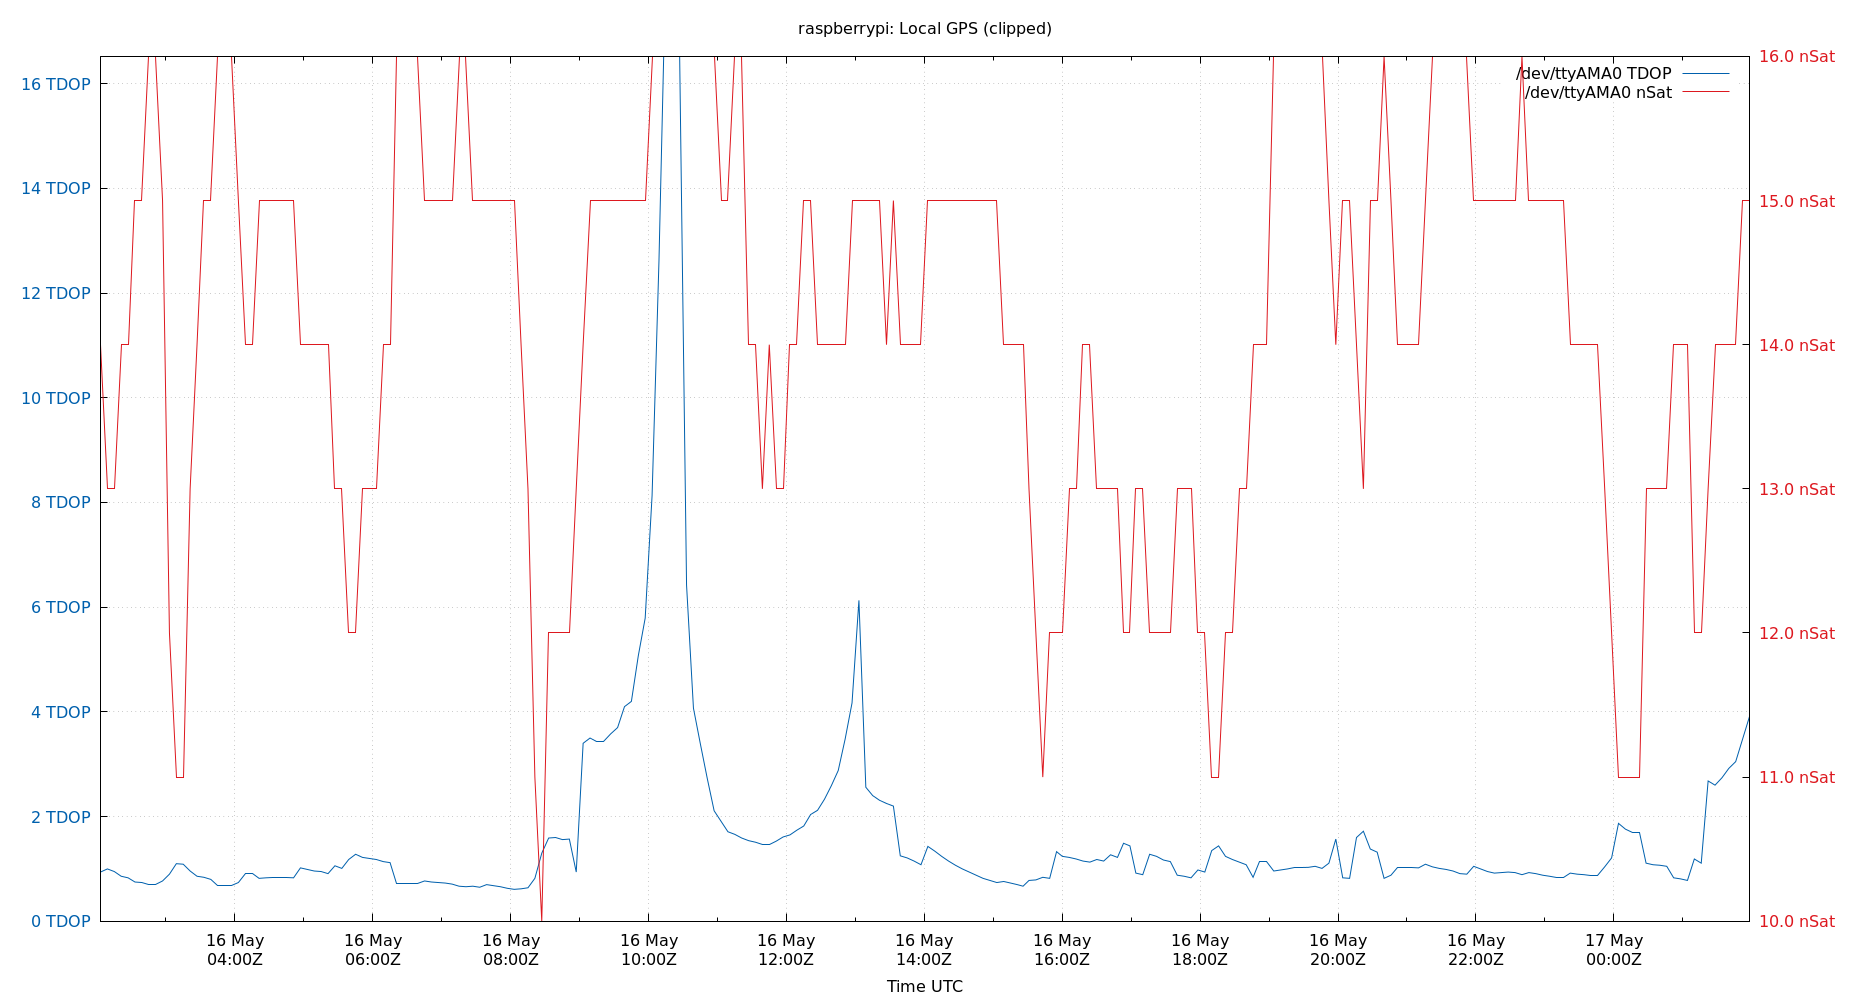 raspberrypi: Local GPS (clipped)
/dev/ttyAMA0 TDOP
/dev/ttyAMA0 nSat
16 TDOP
14 TDOP
12 TDOP
10 TDOP
8 TDOP
6 TDOP
4 TDOP
2 TDOP
0 TDOP
16.0 nSat
15.0 nSat
14.0 nSat
13.0 nSat
12.0 nSat
11.0 nSat
10.0 nSat
16 May
04:00Z
16 May
06:00Z
16 May
08:00Z
16 May
10:00Z
16 May
12:00Z
16 May
14:00Z
16 May
16:00Z
16 May
18:00Z
16 May
20:00Z
16 May
22:00Z
17 May
00:00Z
Time UTC